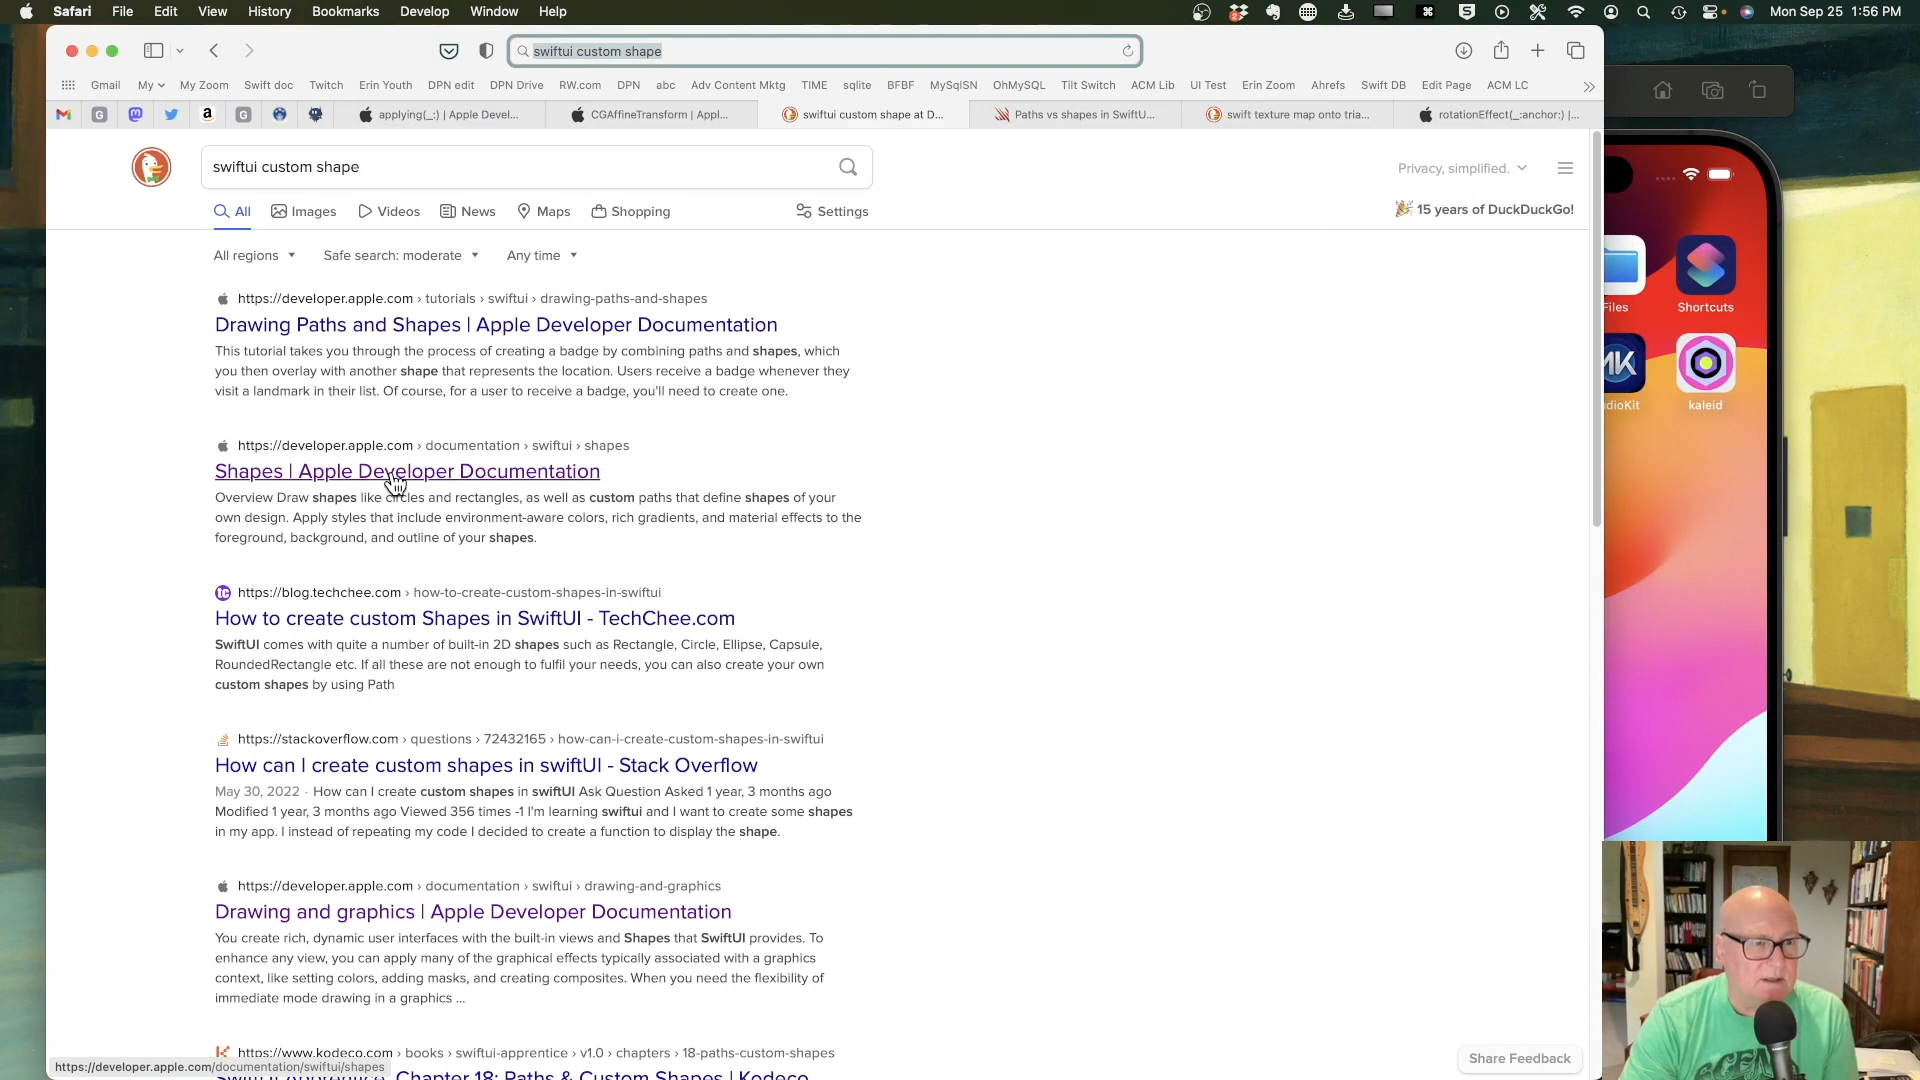 Safari File Edit View History Bookmarks Develop Window Help
Mon Sep 25 1:56 PM
swiftui custom shape
Gmail My My Zoom Swift doc Twitch Erin Youth DPN edit DPN Drive RW.com DPN abc Adv Content Mktg TIME sqlite BFBF MySqlSN OhMySQL Tilt Switch ACM Lib UI Test Erin Zoom Ahrefs Swift DB Edit Page ACM LC
applying(_:) | Apple Devel...
CGAffineTransform | Appl...
swiftui custom shape at D...
Paths vs shapes in SwiftU...
swift texture map onto tria...
rotationEffect(_:anchor:) |...
swiftui custom shape
Privacy, simplified.
All Images Videos News Maps Shopping Settings
15 years of DuckDuckGo!
All regions Safe search: moderate Any time
https://developer.apple.com › tutorials › swiftui › drawing-paths-and-shapes
Drawing Paths and Shapes | Apple Developer Documentation
This tutorial takes you through the process of creating a badge by combining paths and shapes, which
you then overlay with another shape that represents the location. Users receive a badge whenever they
visit a landmark in their list. Of course, for a user to receive a badge, you'll need to create one.
https://developer.apple.com › documentation › swiftui › shapes
Shapes | Apple Developer Documentation
Overview Draw shapes like circles and rectangles, as well as custom paths that define shapes of your
own design. Apply styles that include environment-aware colors, rich gradients, and material effects to the
foreground, background, and outline of your shapes.
https://blog.techchee.com › how-to-create-custom-shapes-in-swiftui
How to create custom Shapes in SwiftUI - TechChee.com
SwiftUI comes with quite a number of built-in 2D shapes such as Rectangle, Circle, Ellipse, Capsule,
RoundedRectangle etc. If all these are not enough to fulfil your needs, you can also create your own
custom shapes by using Path
https://stackoverflow.com › questions › 72432165 › how-can-i-create-custom-shapes-in-swiftui
How can I create custom shapes in swiftUI - Stack Overflow
May 30, 2022 · How can I create custom shapes in swiftUI Ask Question Asked 1 year, 3 months ago
Modified 1 year, 3 months ago Viewed 356 times -1 I'm learning swiftui and I want to create some shapes
in my app. I instead of repeating my code I decided to create a function to display the shape.
https://developer.apple.com › documentation › swiftui › drawing-and-graphics
Drawing and graphics | Apple Developer Documentation
You create rich, dynamic user interfaces with the built-in views and Shapes that SwiftUI provides. To
enhance any view, you can apply many of the graphical effects typically associated with a graphics
context, like setting colors, adding masks, and creating composites. When you need the flexibility of
immediate mode drawing in a graphics ...
https://www.kodeco.com › books › swiftui-apprentice › v1.0 › chapters › 18-paths-custom-shapes
SwiftUI Apprentice, Chapter 18: Paths & Custom Shapes | Kodeco
https://developer.apple.com/documentation/swiftui/shapes
Share Feedback
Files
Shortcuts
dioKit
kaleid